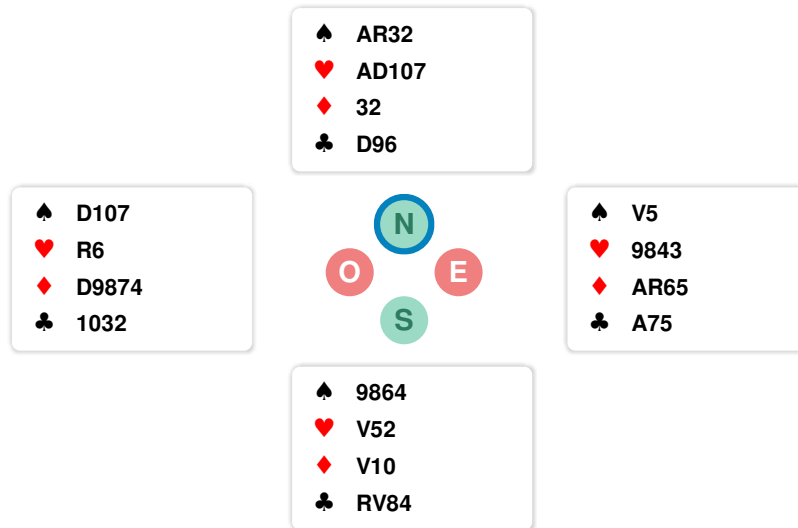 ♠ AR32
♥ AD107
♦ 32
♣ D96
♠ D107
♥ R6
♦ D9874
♣ 1032
N
O
E
S
♠ V5
♥ 9843
♦ AR65
♣ A75
♠ 9864
♥ V52
♦ V10
♣ RV84